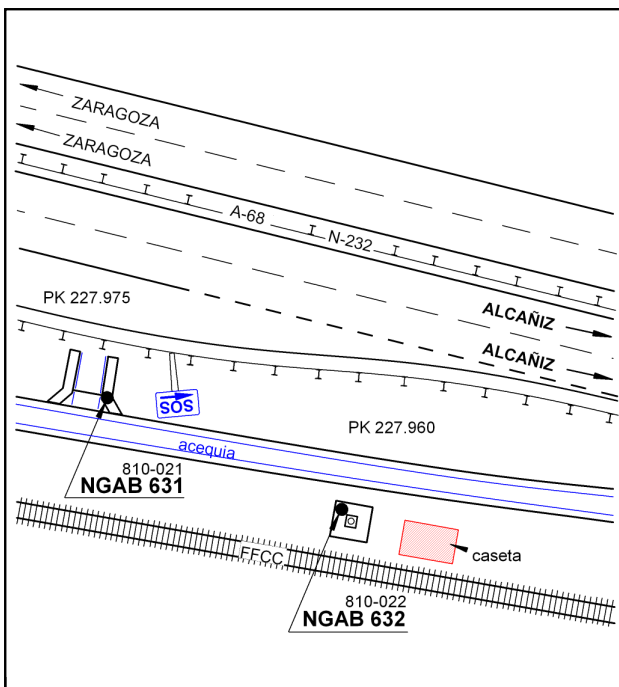 ZARAGOZA
ZARAGOZA
A-68
N-232
PK 227.975
ALCAÑIZ
ALCAÑIZ
SOS
PK 227.960
acequia
810-021
NGAB 631
FFCC
caseta
810-022
NGAB 632